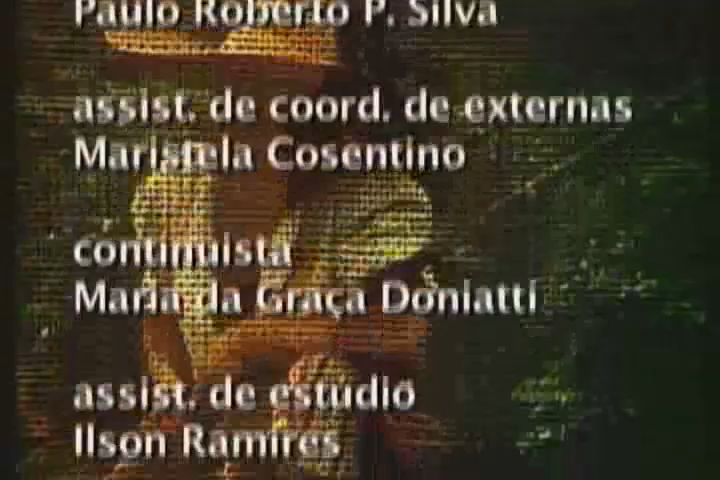 Paulo Roberto P. Silva
assist. de coord. de externas
Maristela Cosentino
continuista
Maria da Graça Doniatti
assist. de estúdio
Ilson Ramires